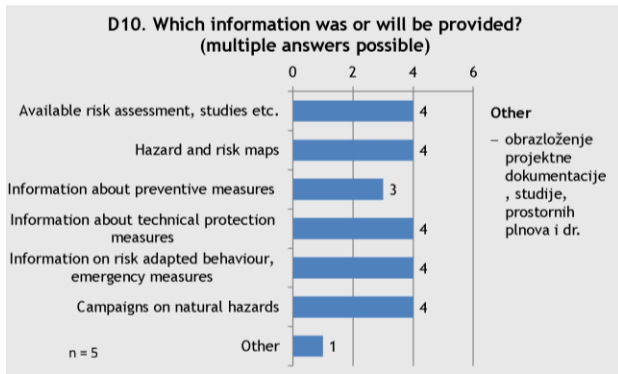 D10. Which information was or will be provided?
(multiple answers possible)
0 2 4 6
Available risk assessment, studies etc. 4
Hazard and risk maps 4
Information about preventive measures 3
Information about technical protection
measures 4
Information on risk adapted behaviour,
emergency measures 4
Campaigns on natural hazards 4
Other 1
n = 5
Other
– obrazloženje
projektne
dokumentacije
, studije,
prostornih
plnova i dr.